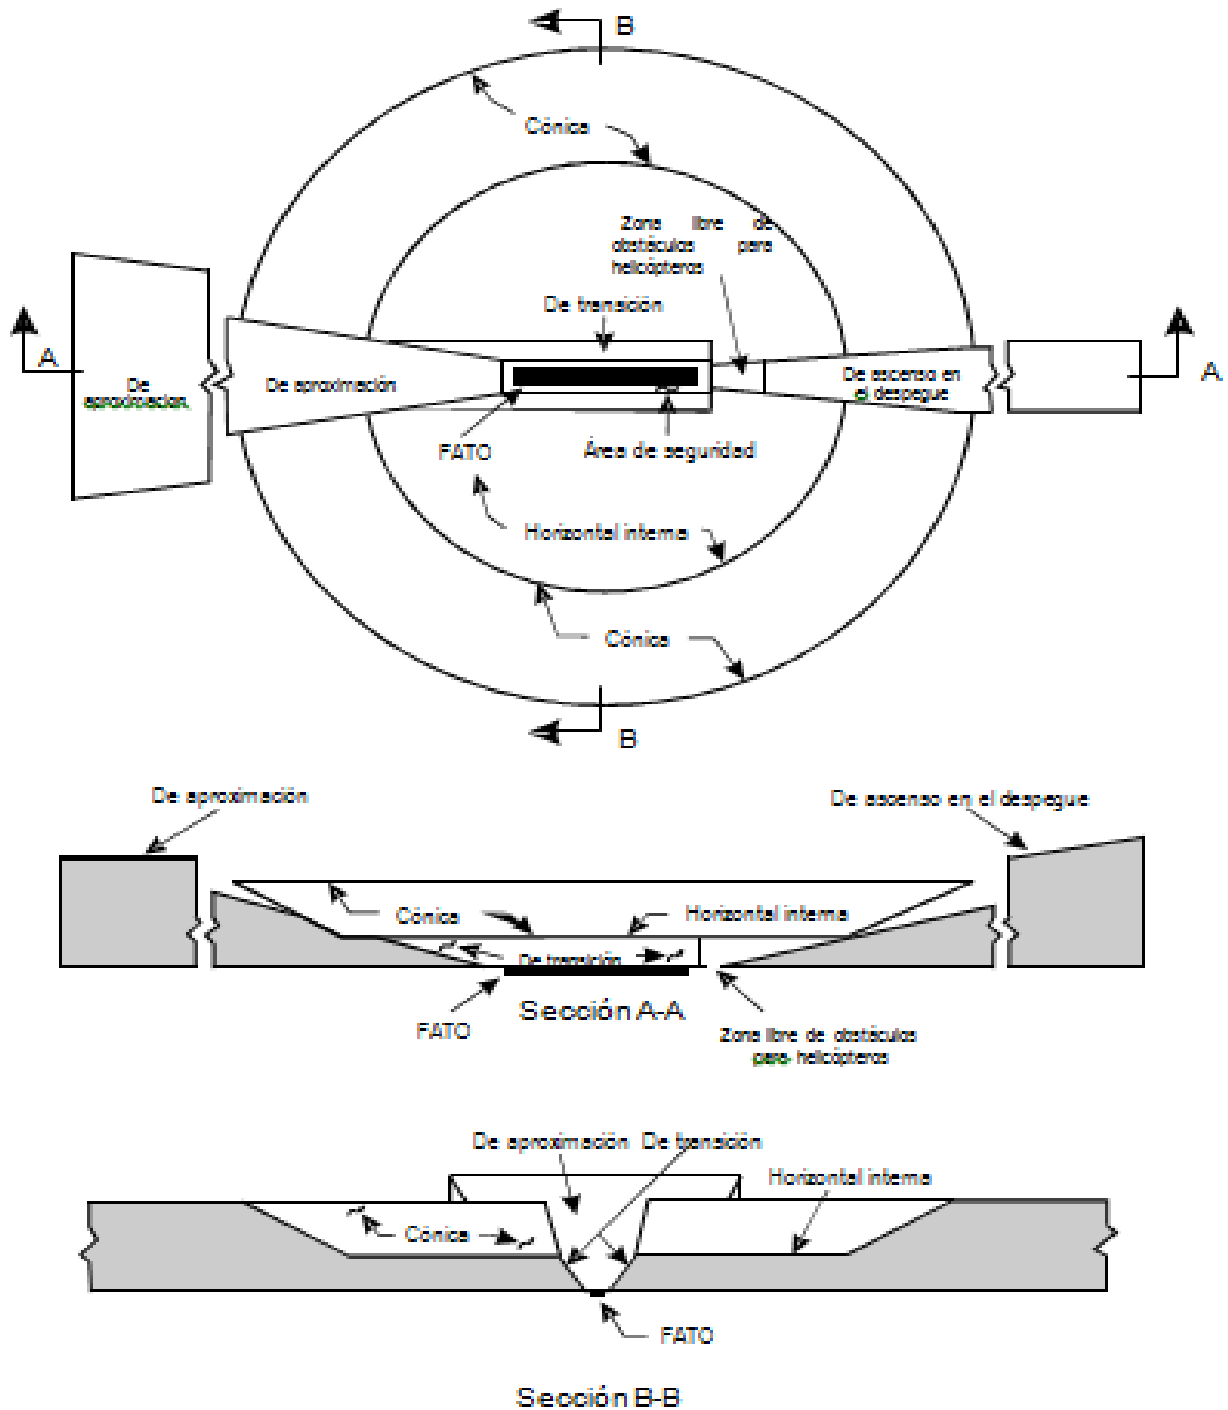 B
Cónica
Zona libre de
obstáculos para
helicópteros
De transición
A
De
aproximación
De aproximación
De ascenso en
el despegue
A
FATO
Área de seguridad
Horizontal interna
Cónica
B
De aproximación
De ascenso en el despegue
Cónica
Horizontal interna
De transición
FATO
Sección A-A
Zona libre de obstáculos
para helicópteros
De aproximación De transición
Horizontal interna
Cónica
FATO
Sección B-B